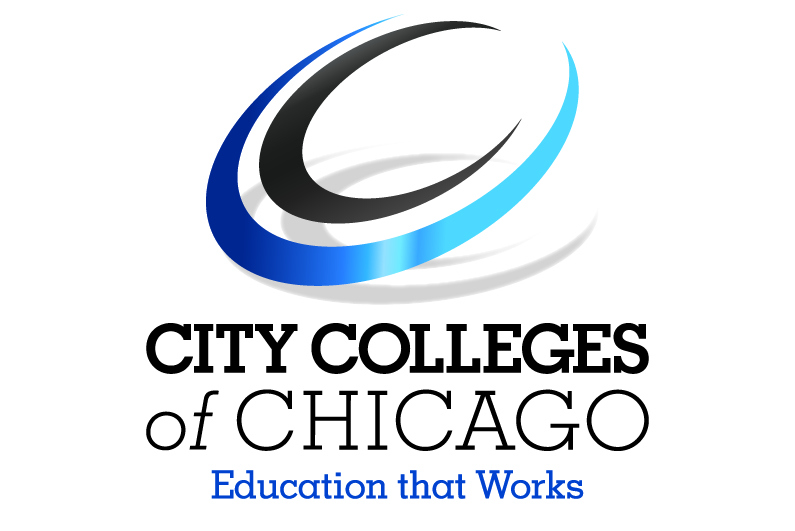 CITY COLLEGES
of CHICAGO
Education that Works